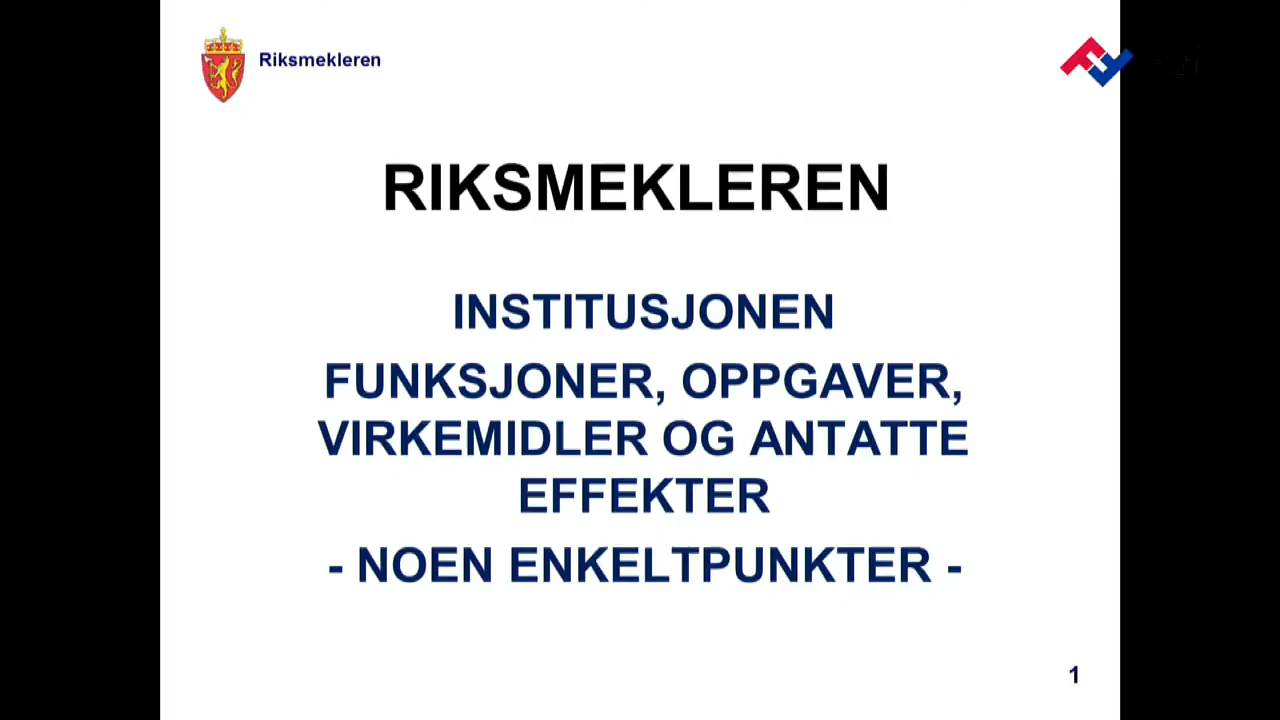 Riksmekleren
RIKSMEKLEREN
INSTITUSJONEN
FUNKSJONER, OPPGAVER,
VIRKEMIDLER OG ANTATTE
EFFEKTER
- NOEN ENKELTPUNKTER -
1